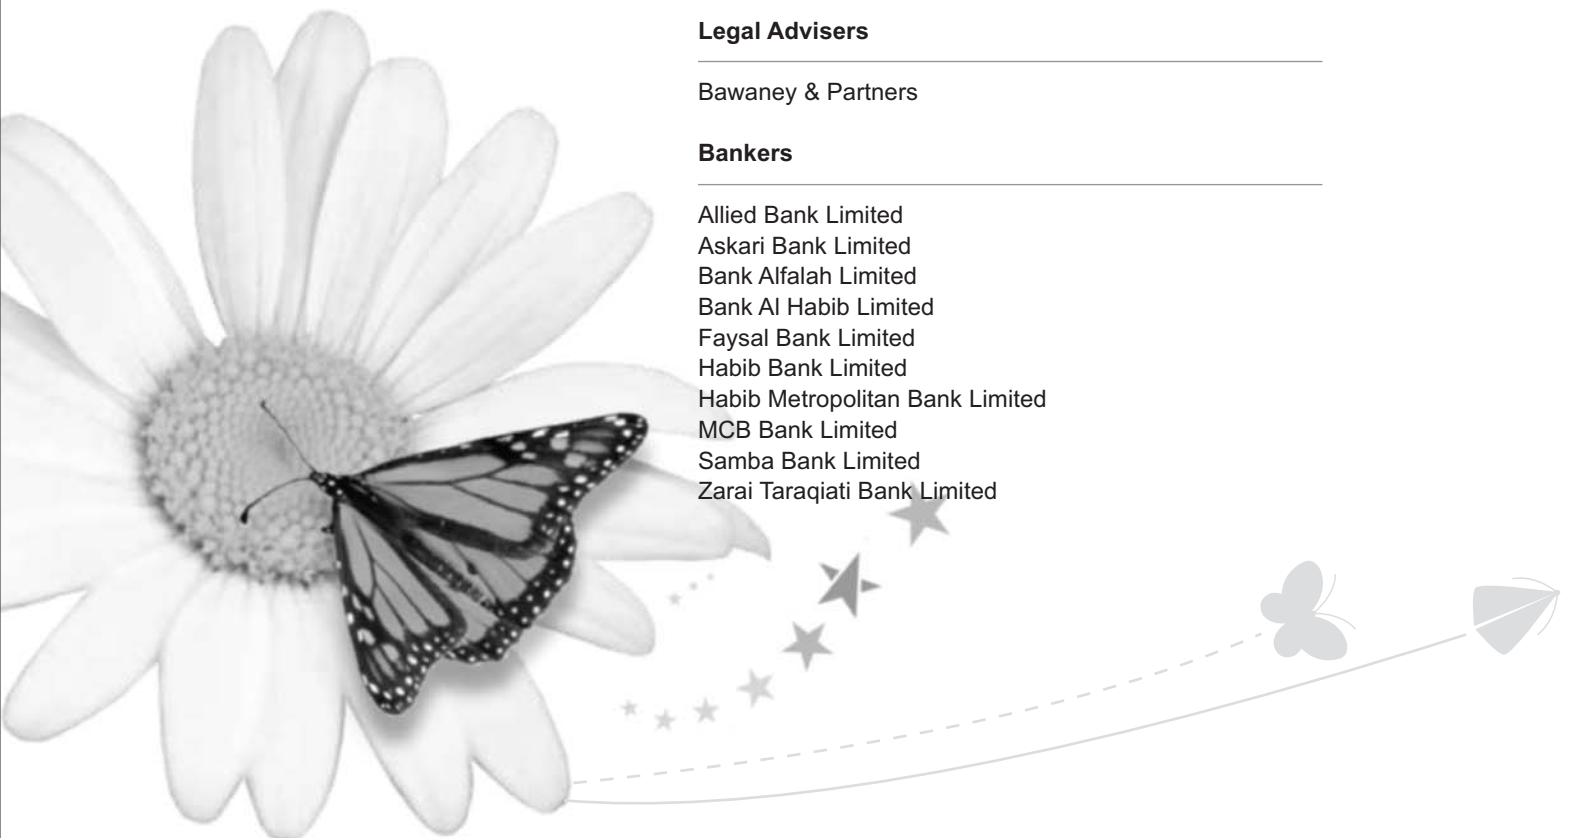 Legal Advisers
Bawaney & Partners
Bankers
Allied Bank Limited
Askari Bank Limited
Bank Alfalah Limited
Bank Al Habib Limited
Faysal Bank Limited
Habib Bank Limited
Habib Metropolitan Bank Limited
MCB Bank Limited
Samba Bank Limited
Zarai Taraqiati Bank Limited